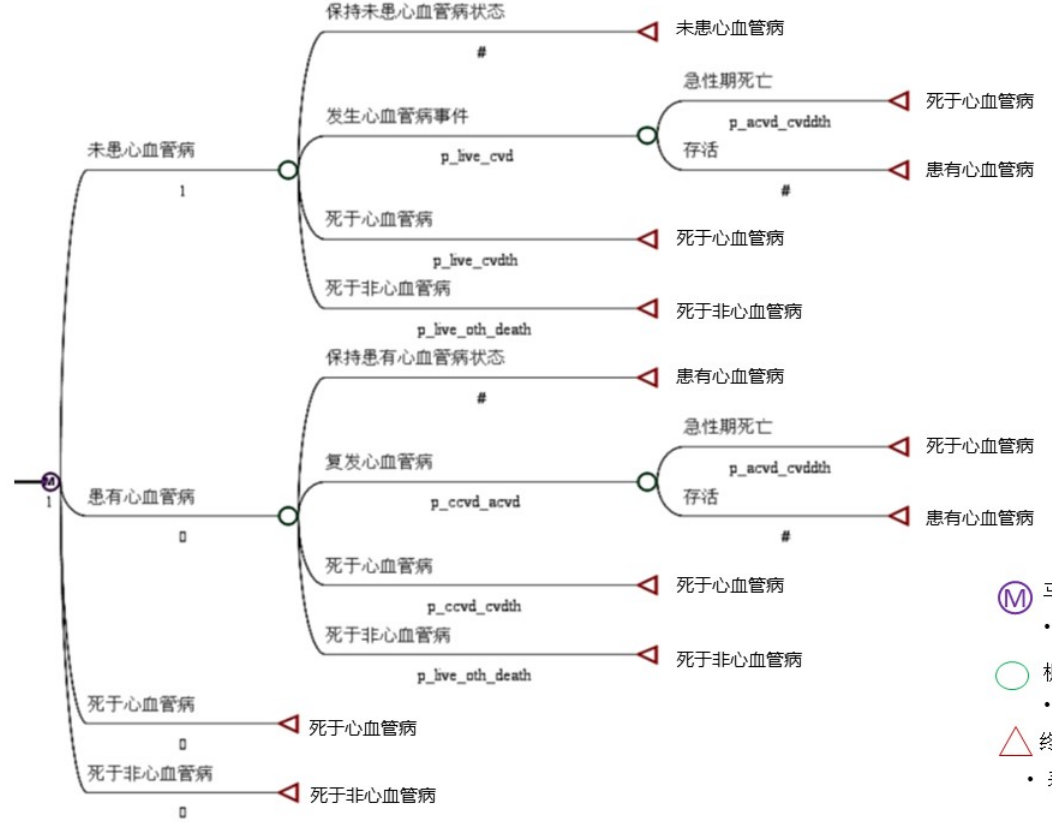 保持未患心血管病状态
未患心血管病
#
急性期死亡
死于心血管病
发生心血管病事件
p_acvd_cvddth
未患心血管病
p_live_cvd
存活
患有心血管病
1
#
死于心血管病
死于心血管病
p_live_cvdth
死于非心血管病
死于非心血管病
p_live_oth_death
保持患有心血管病状态
患有心血管病
#
急性期死亡
死于心血管病
复发心血管病
p_acvd_cvddth
M
1
患有心血管病
p_ccvd_acvd
存活
患有心血管病
0
#
死于心血管病
死于心血管病
p_ccvd_cvdth
死于非心血管病
死于非心血管病
p_live_oth_death
M
死于心血管病
死于心血管病
0
死于非心血管病
死于非心血管病
0